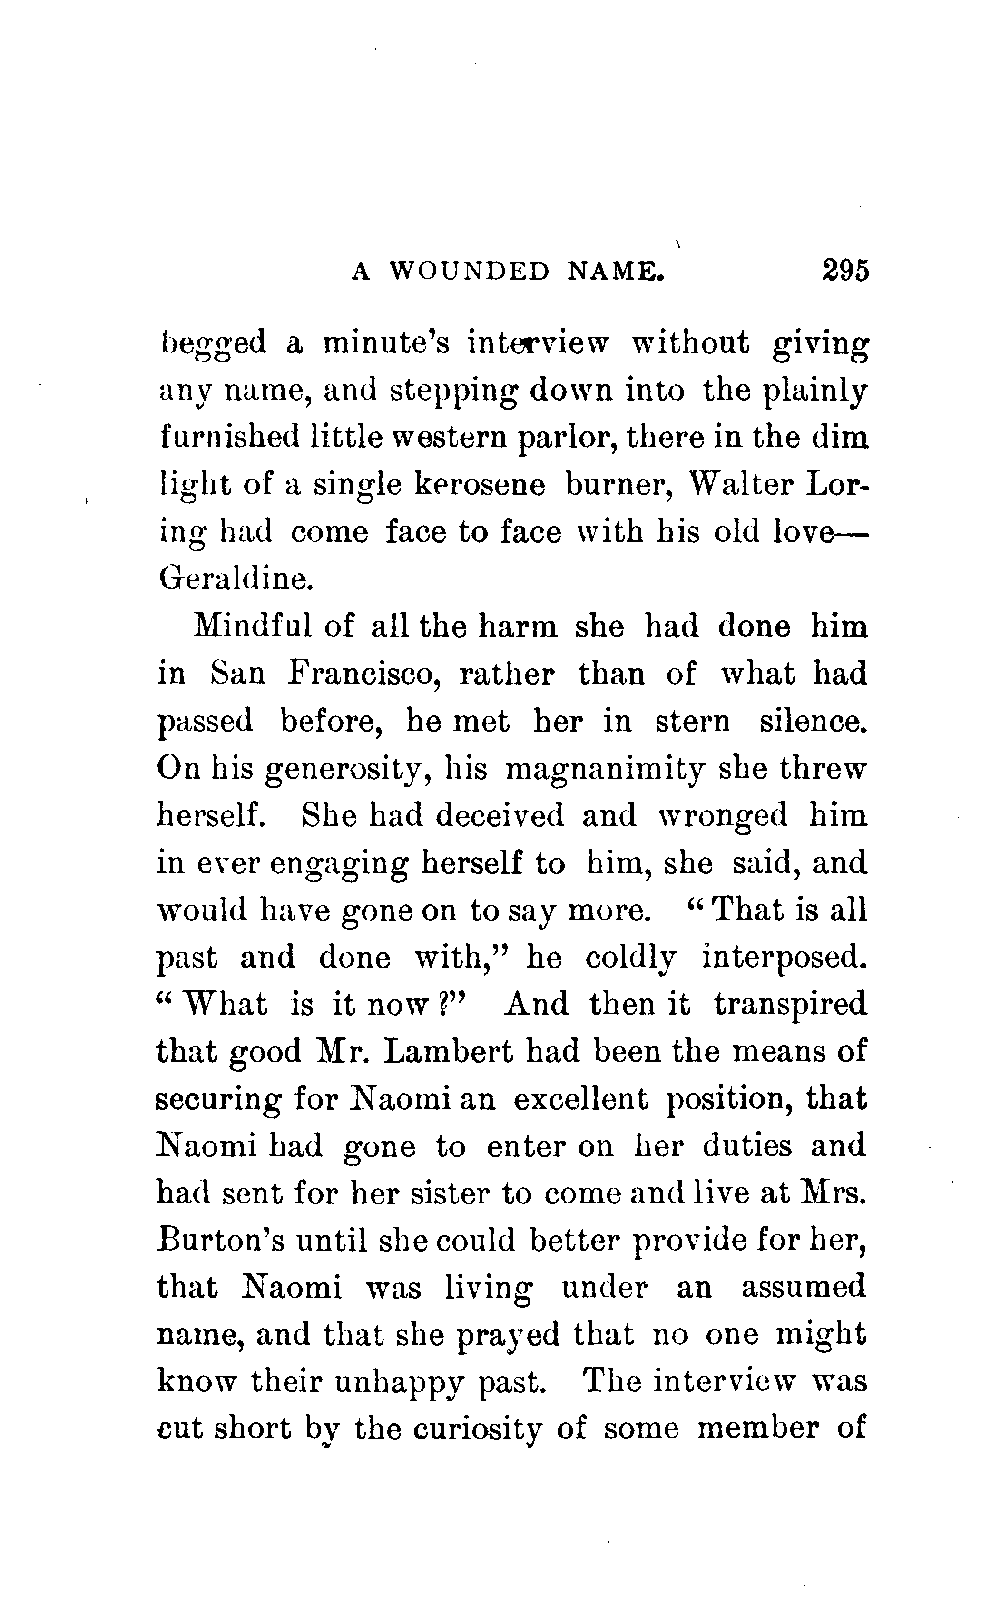 A WOUNDED NAME. 295
begged a minute's interview without giving
any name, and stepping down into the plainly
furnished little western parlor, there in the dim
light of a single kerosene burner, Walter Lor-
ing had come face to face with his old love—
Geraldine.
Mindful of all the harm she had done him
in San Francisco, rather than of what had
passed before, he met her in stern silence.
On his generosity, his magnanimity she threw
herself. She had deceived and wronged him
in ever engaging herself to him, she said, and
would have gone on to say more. “That is all
past and done with,” he coldly interposed.
“What is it now?” And then it transpired
that good Mr. Lambert had been the means of
securing for Naomi an excellent position, that
Naomi had gone to enter on her duties and
had sent for her sister to come and live at Mrs.
Burton's until she could better provide for her,
that Naomi was living under an assumed
name, and that she prayed that no one might
know their unhappy past. The interview was
cut short by the curiosity of some member of